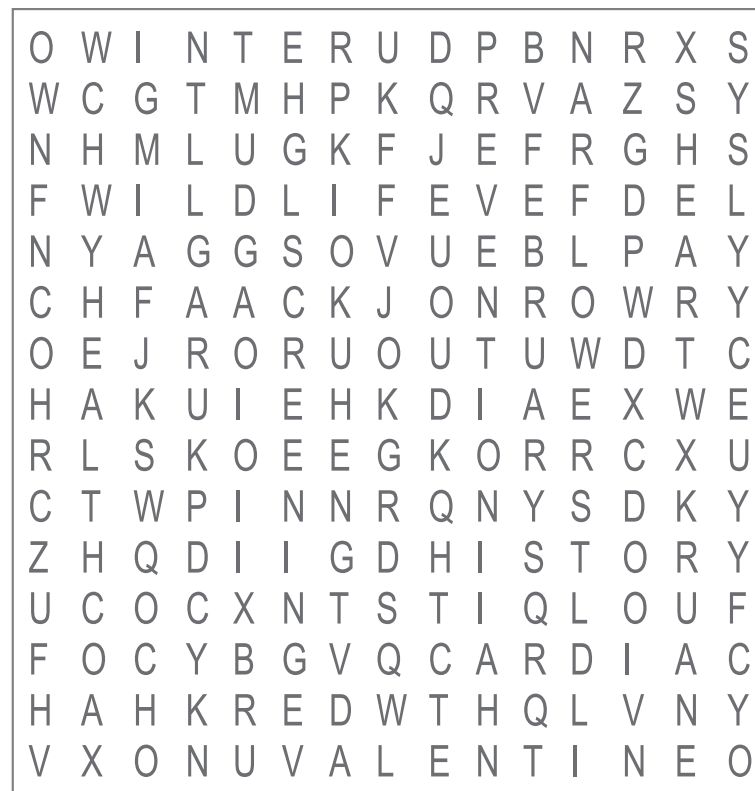 O W I N T E R U D P B N R X S
W C G T M H P K Q R V A Z S Y
N H M L U G K F J E F R G H S
F W I L D L I F E V E F D E L
N Y A G G S O V U E B L P A Y
C H F A A C K J O N R O W R Y
O E J R O R U O U T U W D T C
H A K U I E H K D I A E X W E
R L S K O E E G K O R R C X U
C T W P I N N R Q N Y S D K Y
Z H Q D I I G D H I S T O R Y
U C O C X N T S T I Q L O U F
F O C Y B G V Q C A R D I A C
H A H K R E D W T H Q L V N Y
V X O N U V A L E N T I N E O